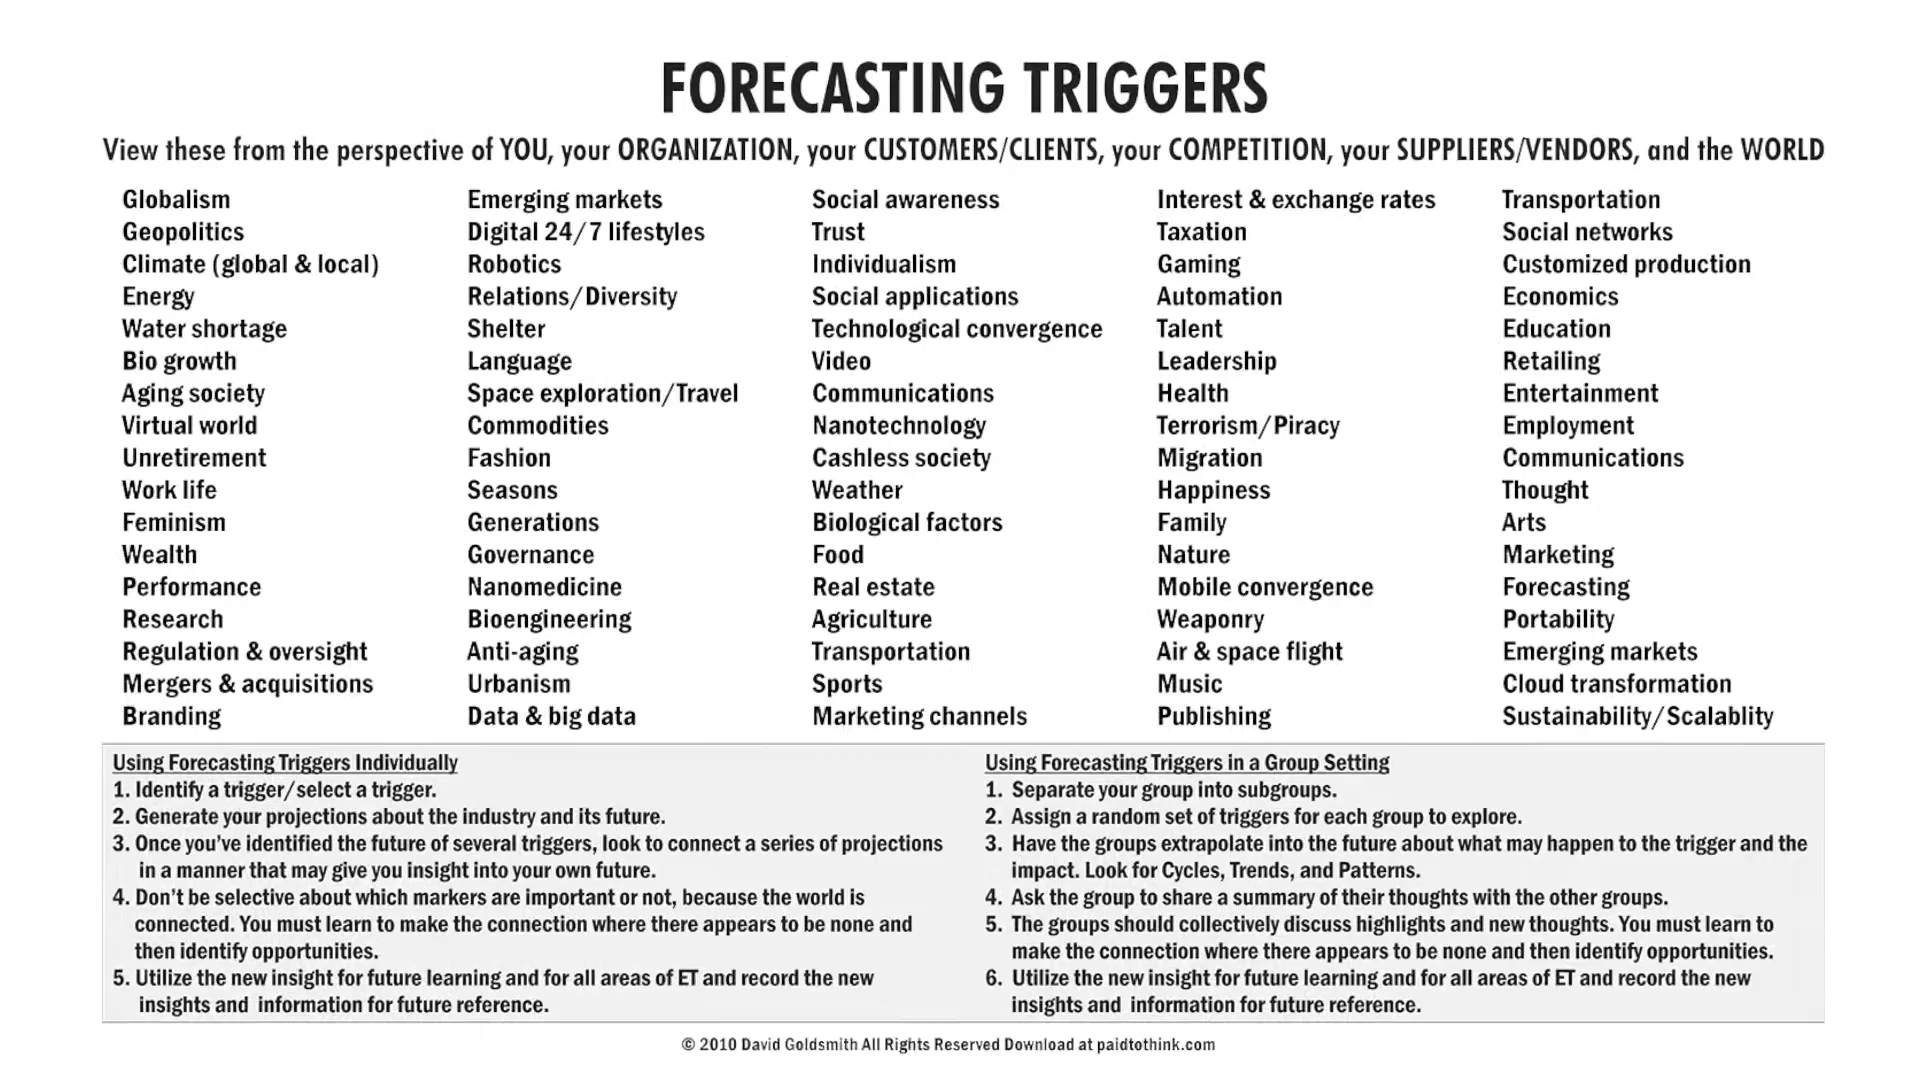 FORECASTING TRIGGERS
View these from the perspective of YOU, your ORGANIZATION, your CUSTOMERS/CLIENTS, your COMPETITION, your SUPPLIERS/VENDORS, and the WORLD
Globalism
Geopolitics
Climate (global & local)
Energy
Water shortage
Bio growth
Aging society
Virtual world
Unretirement
Work life
Feminism
Wealth
Performance
Research
Regulation & oversight
Mergers & acquisitions
Branding
Emerging markets
Digital 24/7 lifestyles
Robotics
Relations/Diversity
Shelter
Language
Space exploration/Travel
Commodities
Fashion
Seasons
Generations
Governance
Nanomedicine
Bioengineering
Anti-aging
Urbanism
Data & big data
Social awareness
Trust
Individualism
Social applications
Technological convergence
Video
Communications
Nanotechnology
Cashless society
Weather
Biological factors
Food
Real estate
Agriculture
Transportation
Sports
Marketing channels
Interest & exchange rates
Taxation
Gaming
Automation
Talent
Leadership
Health
Terrorism/Piracy
Migration
Happiness
Family
Nature
Mobile convergence
Weaponry
Air & space flight
Music
Publishing
Transportation
Social networks
Customized production
Economics
Education
Retailing
Entertainment
Employment
Communications
Thought
Arts
Marketing
Forecasting
Portability
Emerging markets
Cloud transformation
Sustainability/Scalablity
Using Forecasting Triggers Individually
1. Identify a trigger/select a trigger.
2. Generate your projections about the industry and its future.
3. Once you've identified the future of several triggers, look to connect a series of projections
in a manner that may give you insight into your own future.
4. Don't be selective about which markers are important or not, because the world is
connected. You must learn to make the connection where there appears to be none and
then identify opportunities.
5. Utilize the new insight for future learning and for all areas of ET and record the new
insights and information for future reference.
Using Forecasting Triggers in a Group Setting
1. Separate your group into subgroups.
2. Assign a random set of triggers for each group to explore.
3. Have the groups extrapolate into the future about what may happen to the trigger and the
impact. Look for Cycles, Trends, and Patterns.
4. Ask the group to share a summary of their thoughts with the other groups.
5. The groups should collectively discuss highlights and new thoughts. You must learn to
make the connection where there appears to be none and then identify opportunities.
6. Utilize the new insight for future learning and for all areas of ET and record the new
insights and information for future reference.
© 2010 David Goldsmith All Rights Reserved Download at paidtothink.com